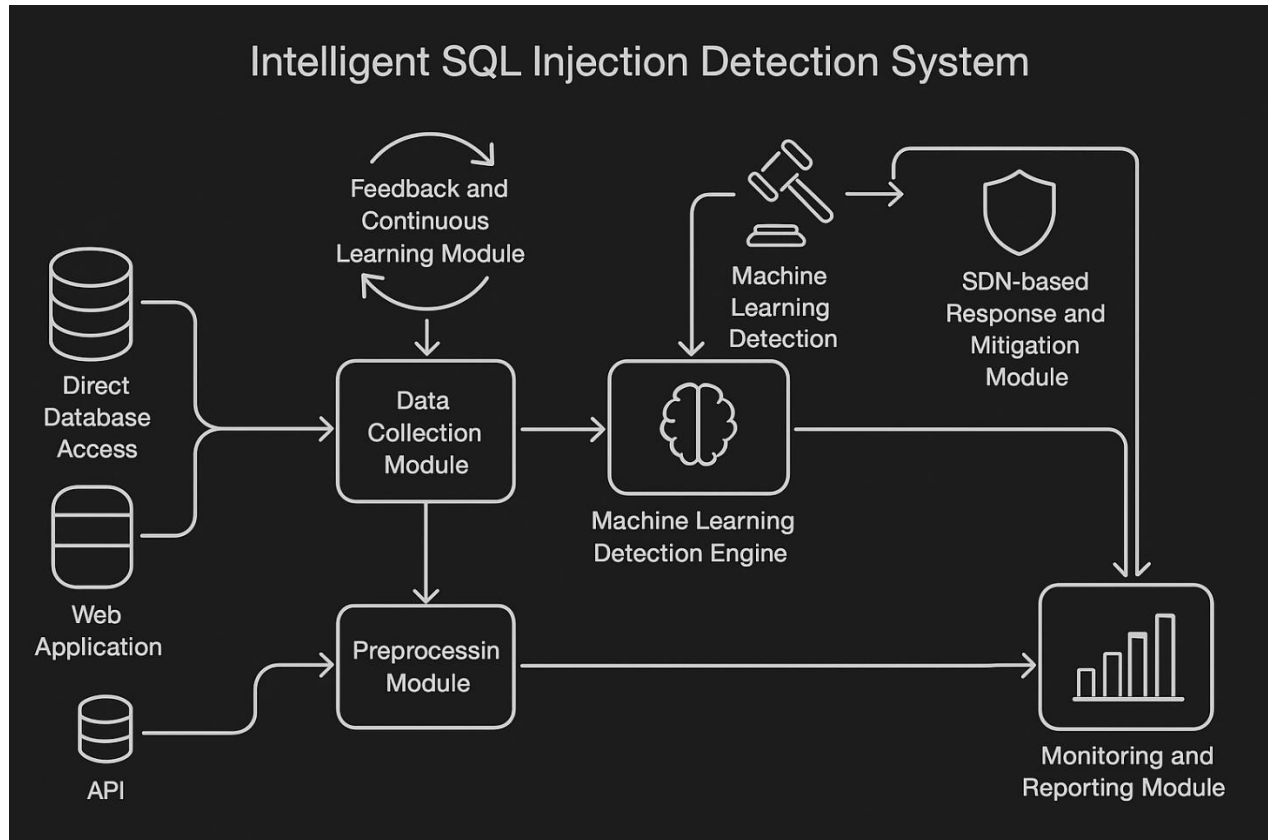 Intelligent SQL Injection Detection System
Feedback and
Continuous
Learning Module
Machine
Learning
Detection
SDN-based
Response and
Mitigation
Module
Direct
Database
Access
Data
Collection
Module
Machine Learning
Detection Engine
Web
Application
Preprocessin
Module
API
Monitoring and
Reporting Module